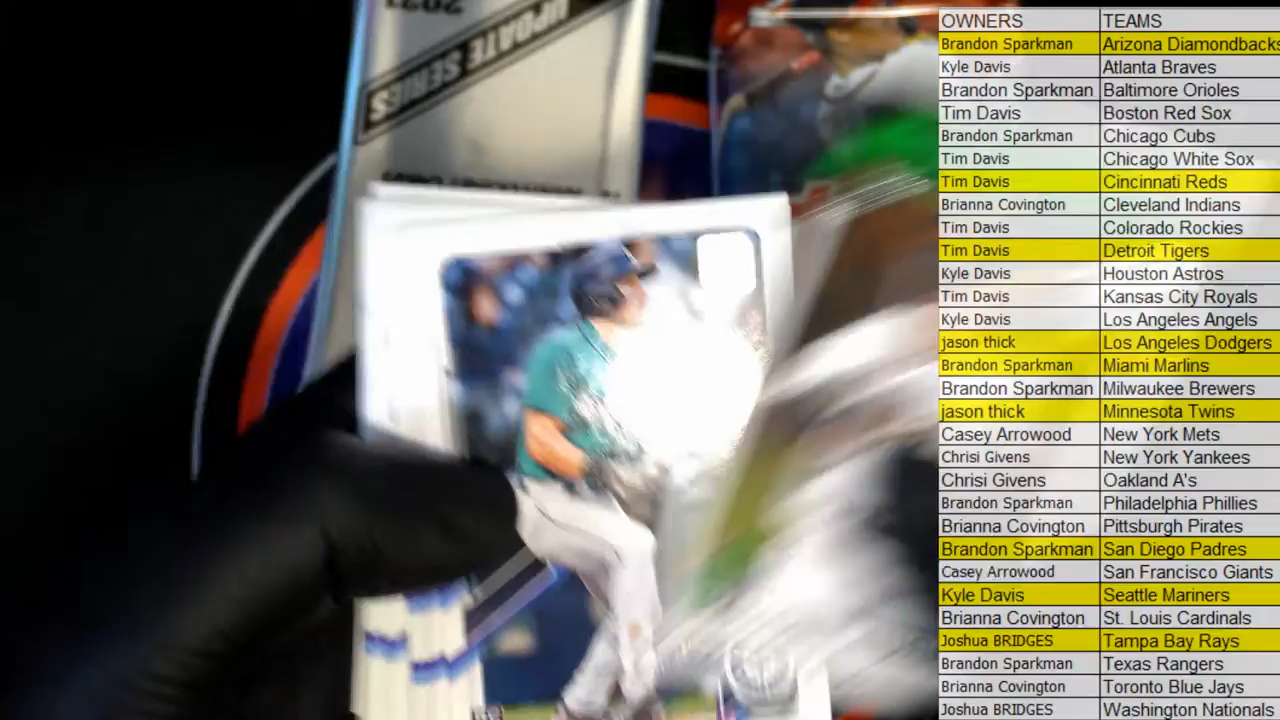 2021
UPDATE SERIES
OWNERS TEAMS
Brandon Sparkman Arizona Diamondbacks
Kyle Davis Atlanta Braves
Brandon Sparkman Baltimore Orioles
Tim Davis Boston Red Sox
Brandon Sparkman Chicago Cubs
Tim Davis Chicago White Sox
Tim Davis Cincinnati Reds
Brianna Covington Cleveland Indians
Tim Davis Colorado Rockies
Tim Davis Detroit Tigers
Kyle Davis Houston Astros
Tim Davis Kansas City Royals
Kyle Davis Los Angeles Angels
jason thick Los Angeles Dodgers
Brandon Sparkman Miami Marlins
Brandon Sparkman Milwaukee Brewers
jason thick Minnesota Twins
Casey Arrowood New York Mets
Chrisi Givens New York Yankees
Chrisi Givens Oakland A's
Brandon Sparkman Philadelphia Phillies
Brianna Covington Pittsburgh Pirates
Brandon Sparkman San Diego Padres
Casey Arrowood San Francisco Giants
Kyle Davis Seattle Mariners
Brianna Covington St. Louis Cardinals
Joshua BRIDGES Tampa Bay Rays
Brandon Sparkman Texas Rangers
Brianna Covington Toronto Blue Jays
Joshua BRIDGES Washington Nationals